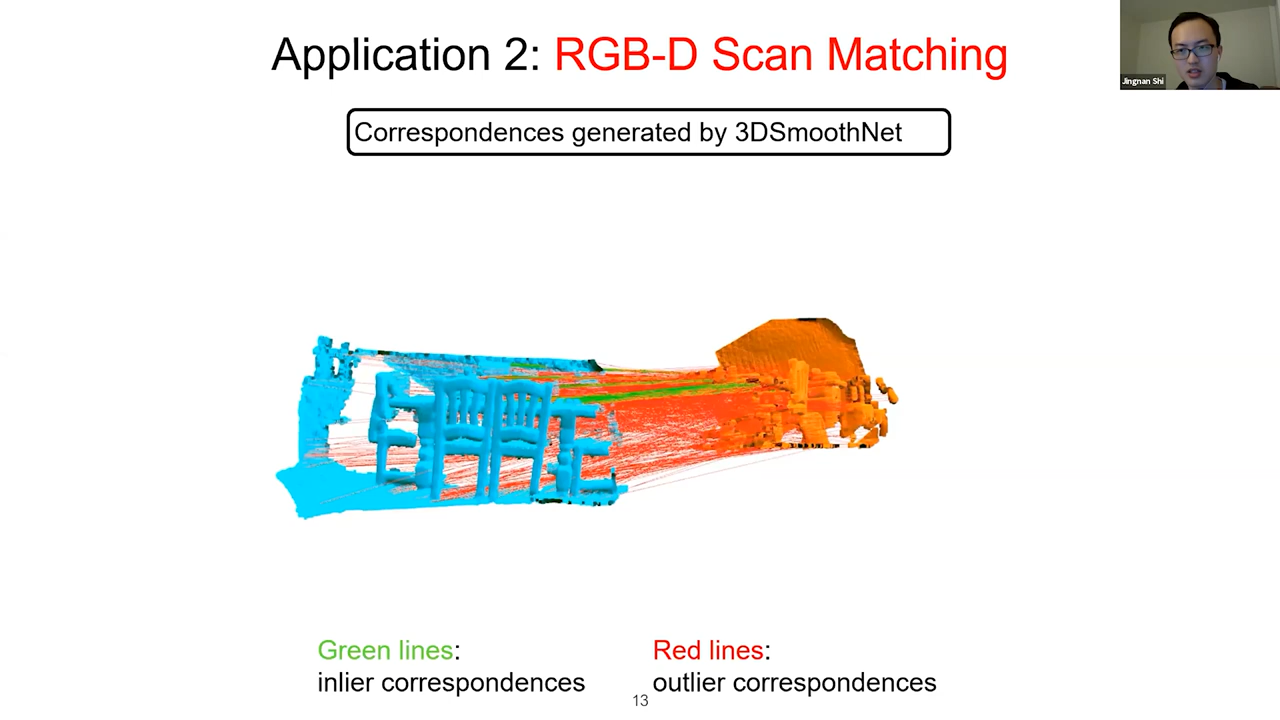 Application 2: RGB-D Scan Matching
Jingnan Shi
Correspondences generated by 3DSmoothNet
Green lines:
inlier correspondences
Red lines:
outlier correspondences
13